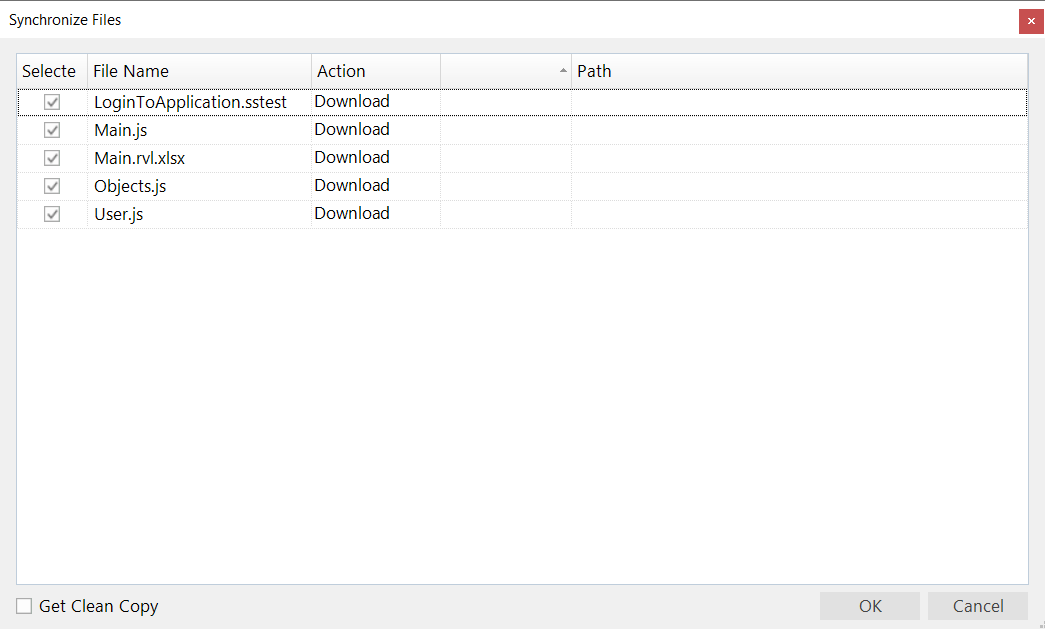 Synchronize Files
Selecte File Name Action Path
LoginToApplication.sstest Download
Main.js Download
Main.rvl.xlsx Download
Objects.js Download
User.js Download
Get Clean Copy OK Cancel